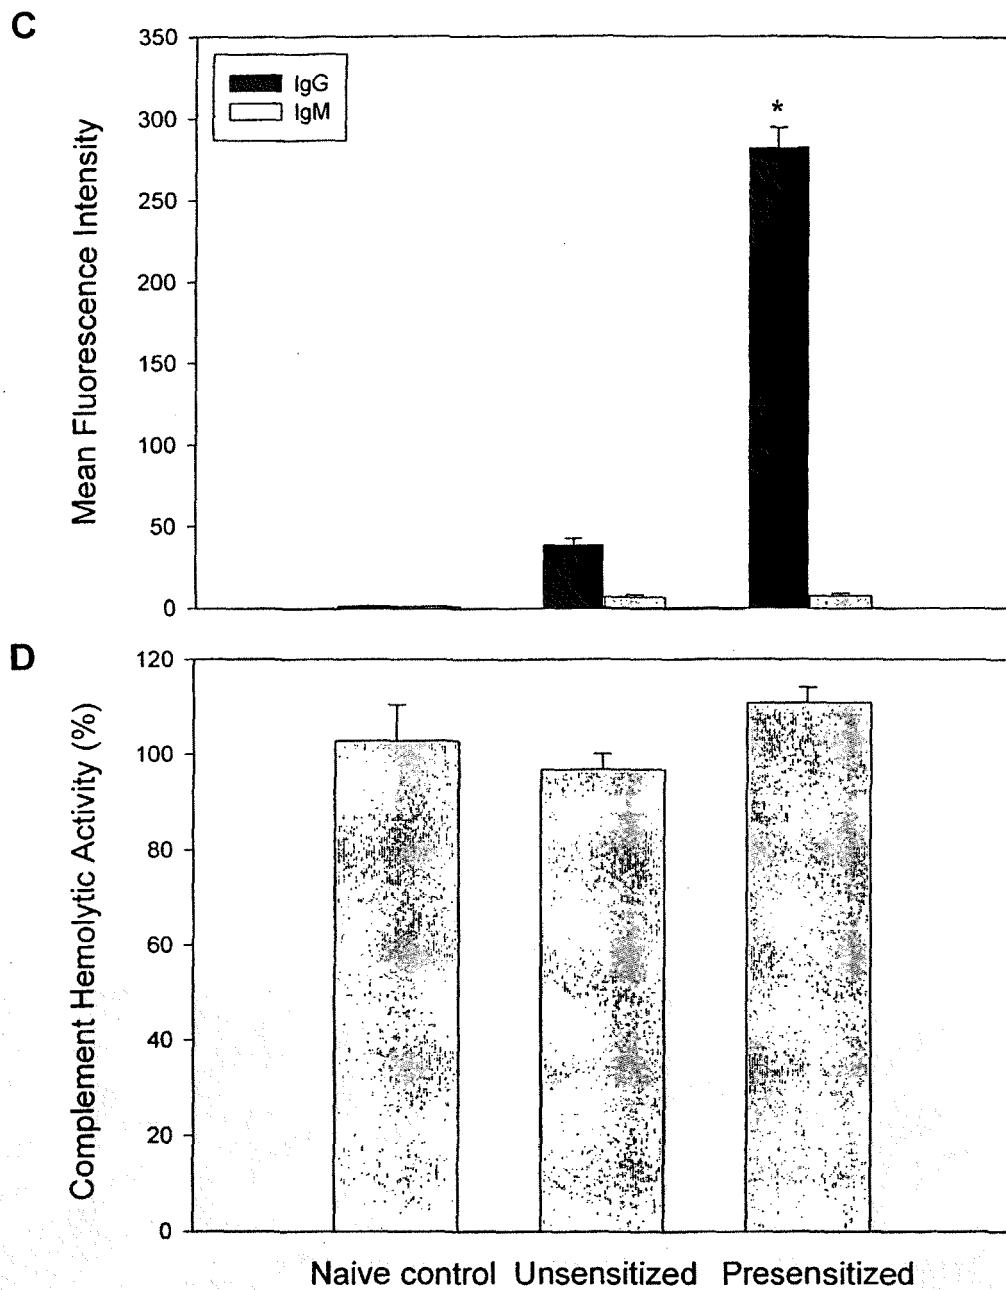 C
Mean Fluorescence Intensity
350
300
250
200
150
100
50
0
IgG
IgM
*
D
Complement Hemolytic Activity (%)
120
100
80
60
40
20
0
Naive control Unsensitized Presensitized